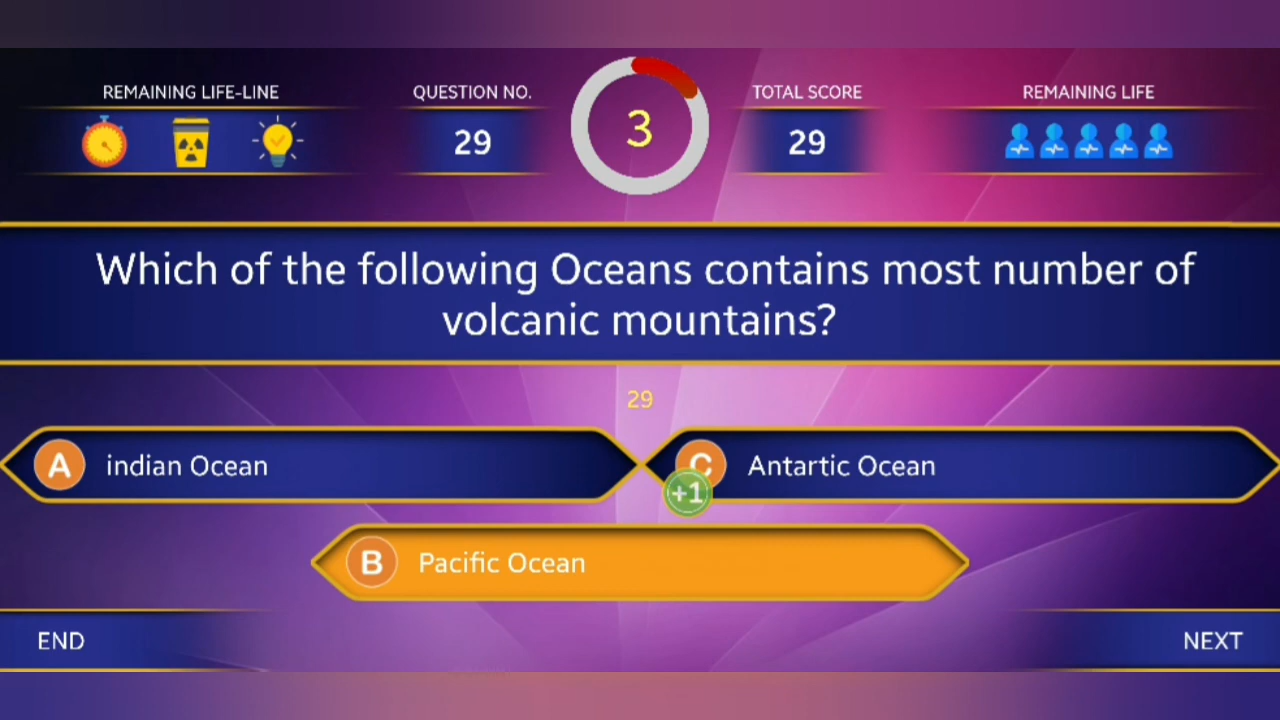 REMAINING LIFE-LINE
QUESTION NO.
29
3
TOTAL SCORE
29
REMAINING LIFE
Which of the following Oceans contains most number of
volcanic mountains?
29
A indian Ocean
C Antartic Ocean
+1
B Pacific Ocean
END
NEXT